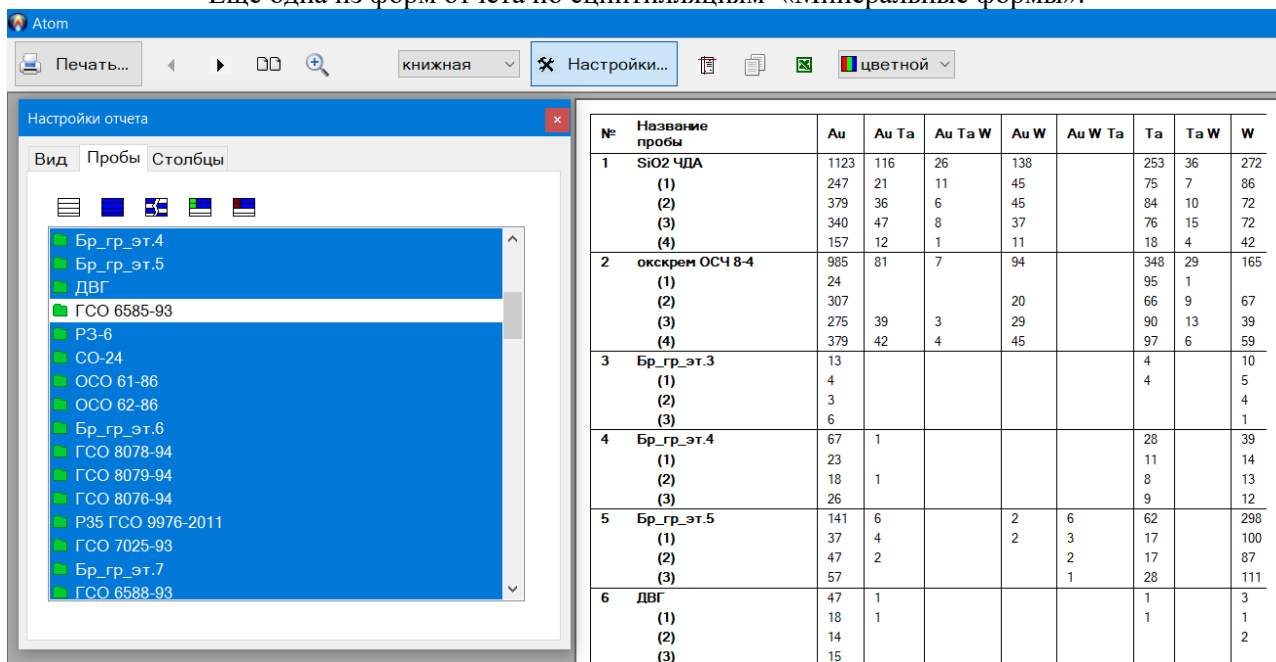 Еще одна из форм отчета по сцинтилляциям «Минеральные формы».
Atom
Печать...
книжная
Настройки...
цветной
Настройки отчета
Вид Пробы Столбцы
Бр_гр_эт.4
Бр_гр_эт.5
ДВГ
ГСО 6585-93
РЗ-6
СО-24
ОСО 61-86
ОСО 62-86
Бр_гр_эт.6
ГСО 8078-94
ГСО 8079-94
ГСО 8076-94
Р35 ГСО 9976-2011
ГСО 7025-93
Бр_гр_эт.7
ГСО 6588-93
№ Название пробы Au Au Ta Au Ta W Au W Au W Ta Ta Ta W W
1 SiO2 ЧДА 1123 116 26 138 253 36 272
(1) 247 21 11 45 75 7 86
(2) 379 36 6 45 84 10 72
(3) 340 47 8 37 76 15 72
(4) 157 12 1 11 18 4 42
2 окскрем ОСЧ 8-4 985 81 7 94 348 29 165
(1) 24 95 1
(2) 307 20 66 9 67
(3) 275 39 3 29 90 13 39
(4) 379 42 4 45 97 6 59
3 Бр_гр_эт.3 13 4 10
(1) 4 4 5
(2) 3 4
(3) 6 1
4 Бр_гр_эт.4 67 1 28 39
(1) 23 11 14
(2) 18 1 8 13
(3) 26 9 12
5 Бр_гр_эт.5 141 6 2 6 62 298
(1) 37 4 2 3 17 100
(2) 47 2 2 17 87
(3) 57 1 28 111
6 ДВГ 47 1 1 3
(1) 18 1 1 1
(2) 14 2
(3) 15